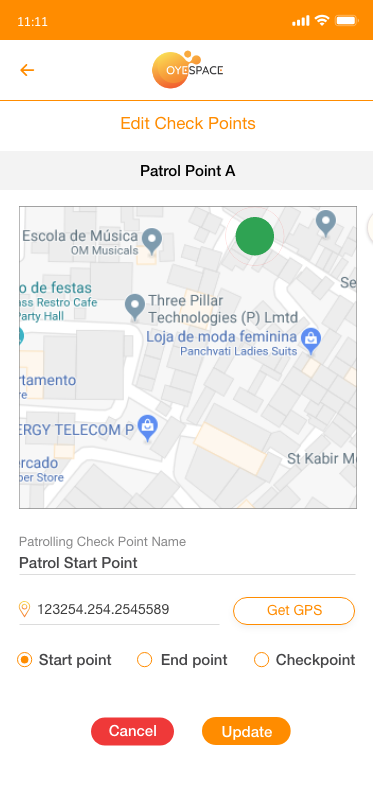 11:11
OYESPACE
Edit Check Points
Patrol Point A
Escola de Música
OM Musicals
Se
o de festas
ass Restro Cafe
Party Hall
Three Pillar
Technologies (P) Lmtd
Loja de moda feminina
Panchvati Ladies Suits
rtamento
re
ERGY TELECOM P
ercado
per Store
St Kabir M
Patrolling Check Point Name
Patrol Start Point
123254.254.2545589
Get GPS
Start point
End point
Checkpoint
Cancel
Update